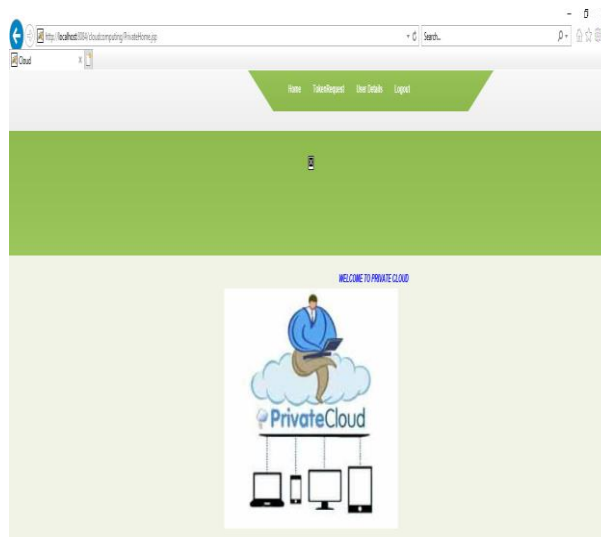 http://localhost:8084/cloudcomputing/PrivateHome.jsp
Search...
Cloud
Home TokenRequest User Details Logout
WELCOME TO PRIVATE CLOUD
PrivateCloud